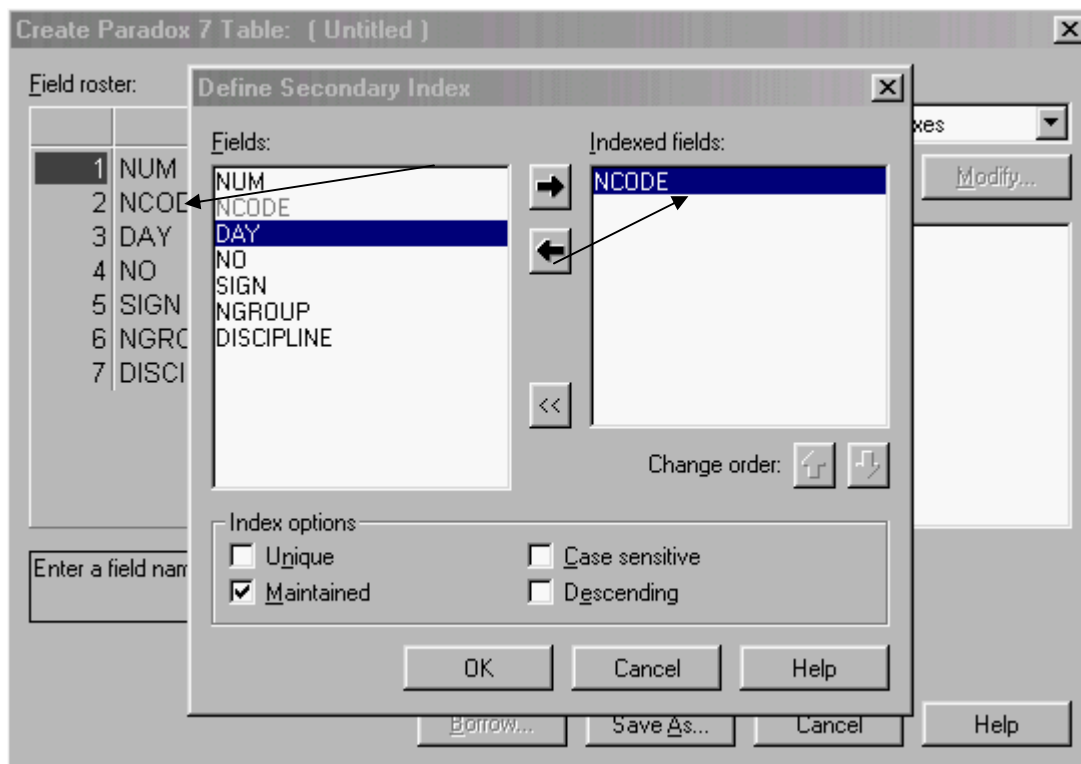 Create Paradox 7 Table: ( Untitled )
Field roster:
1 NUM
2 NCOD
3 DAY
4 NO
5 SIGN
6 NGRO
7 DISCI
Enter a field nam
xes
Modify...
Define Secondary Index
Fields:
NUM
NCODE
DAY
NO
SIGN
NGROUP
DISCIPLINE
<<
Indexed fields:
NCODE
Change order:
Index options
Unique
Case sensitive
Maintained
Descending
OK Cancel Help
Borrow... Save As... Cancel Help